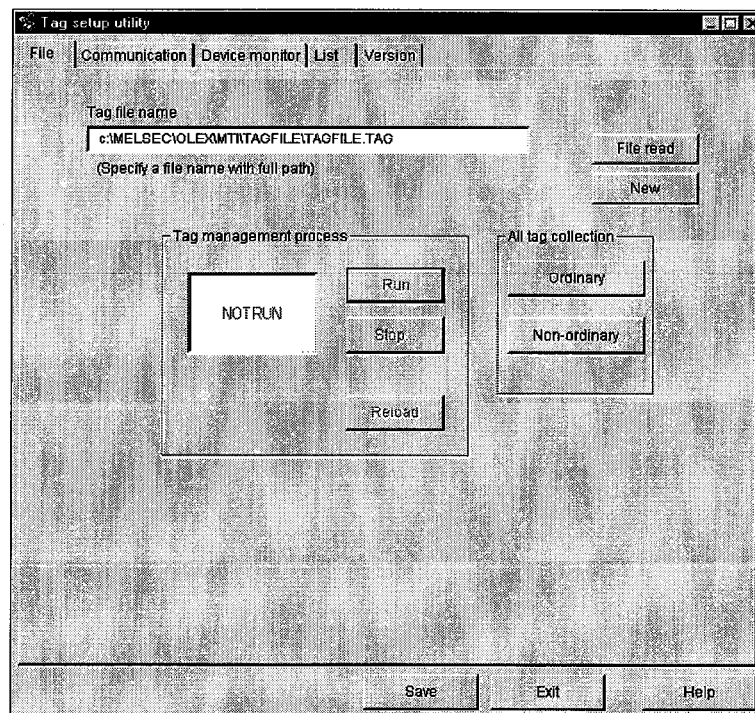 Tag setup utility
File Communication Device monitor List Version
Tag file name
c:\MELSEC\OLEX\MTI\TAGFILE\TAGFILE.TAG
(Specify a file name with full path)
File read
New
Tag management process
NOTRUN
Run
Stop...
Reload
All tag collection
Ordinary
Non-ordinary
Save Exit Help